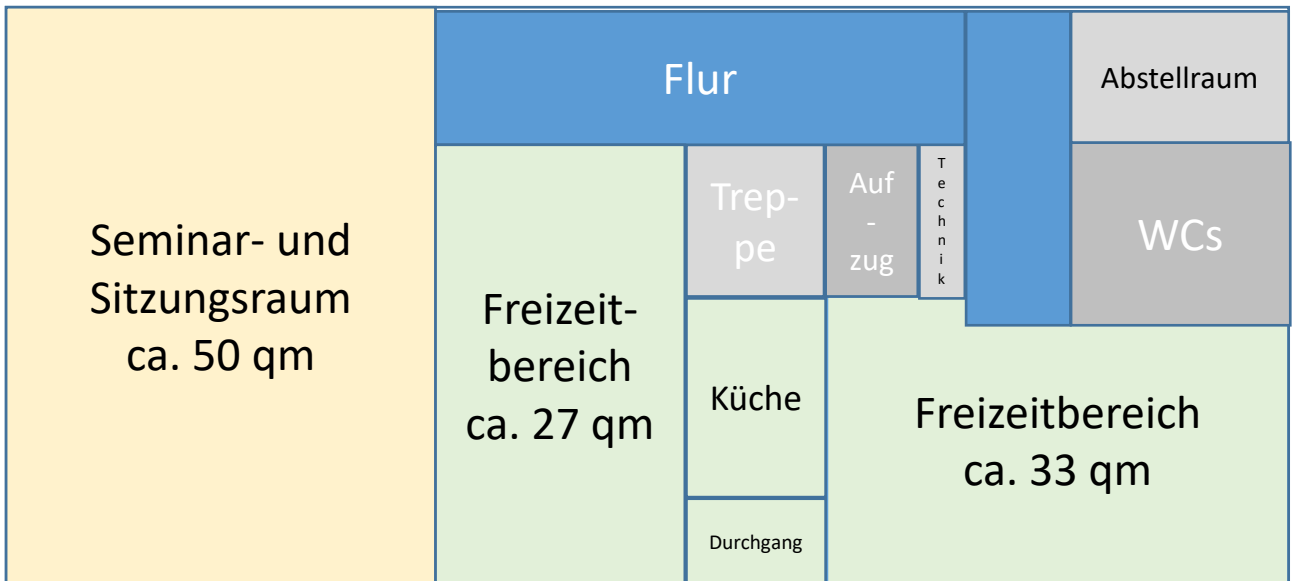 Seminar- und
Sitzungsraum
ca. 50 qm
Flur
Abstellraum
Trep-
pe
Auf
-
zug
T
e
c
h
n
i
k
WCs
Freizeit-
bereich
ca. 27 qm
Küche
Freizeitbereich
ca. 33 qm
Durchgang